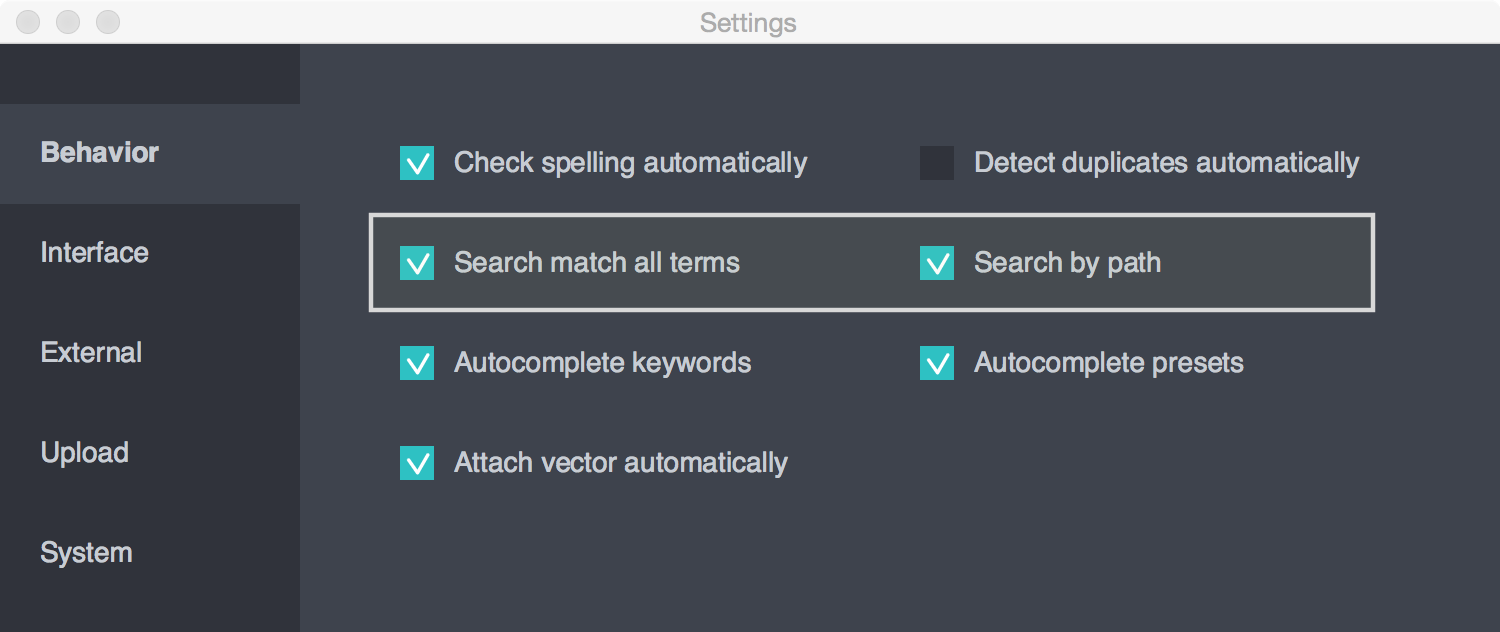 Settings
Behavior
Interface
External
Upload
System
Check spelling automatically
Detect duplicates automatically
Search match all terms
Search by path
Autocomplete keywords
Autocomplete presets
Attach vector automatically